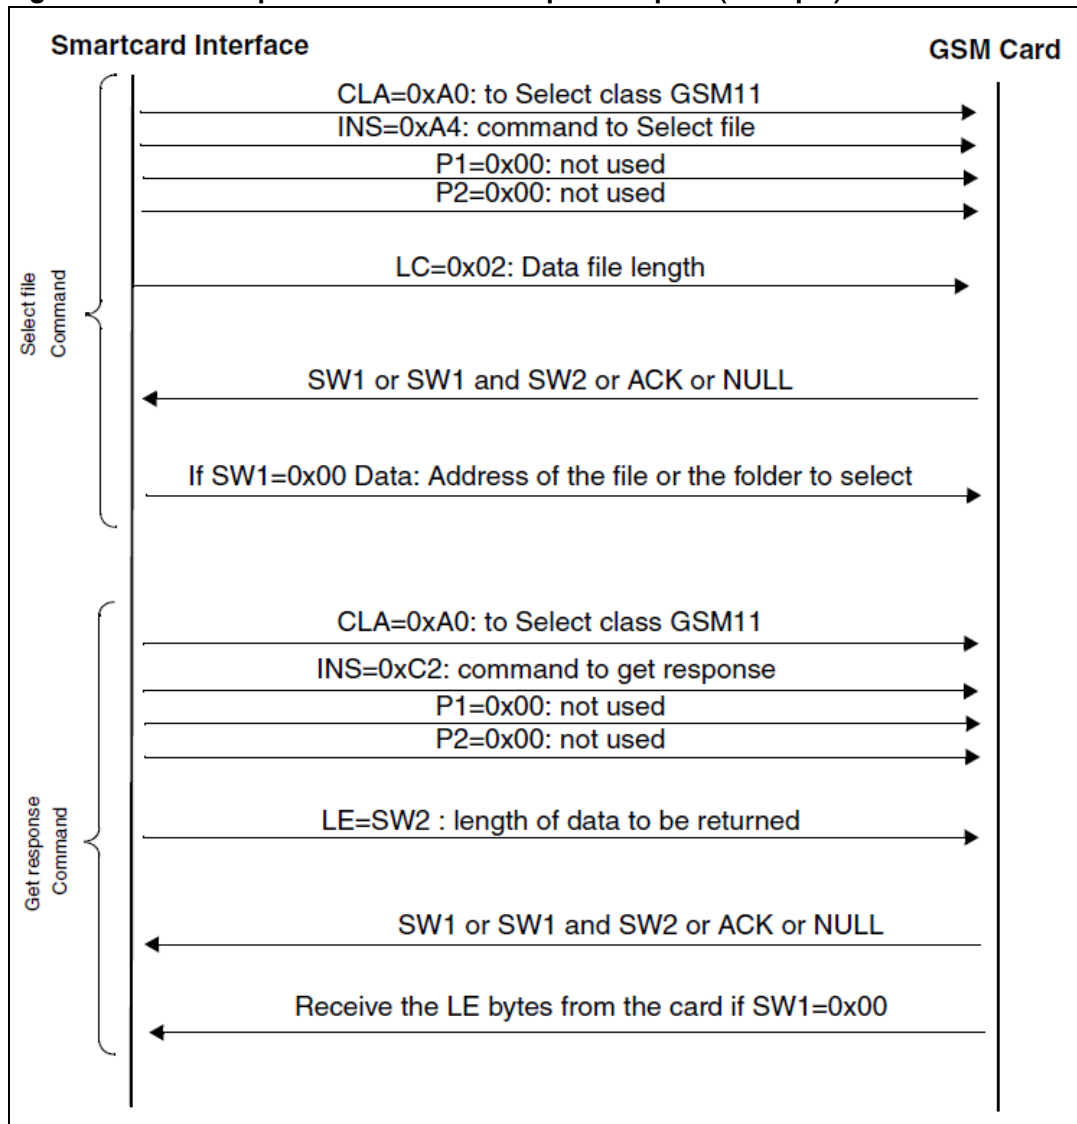 Smartcard Interface
GSM Card
CLA=0xA0: to Select class GSM11
INS=0xA4: command to Select file
P1=0x00: not used
P2=0x00: not used
LC=0x02: Data file length
Select file
Command
SW1 or SW1 and SW2 or ACK or NULL
If SW1=0x00 Data: Address of the file or the folder to select
CLA=0xA0: to Select class GSM11
INS=0xC2: command to get response
P1=0x00: not used
P2=0x00: not used
LE=SW2 : length of data to be returned
Get response
Command
SW1 or SW1 and SW2 or ACK or NULL
Receive the LE bytes from the card if SW1=0x00